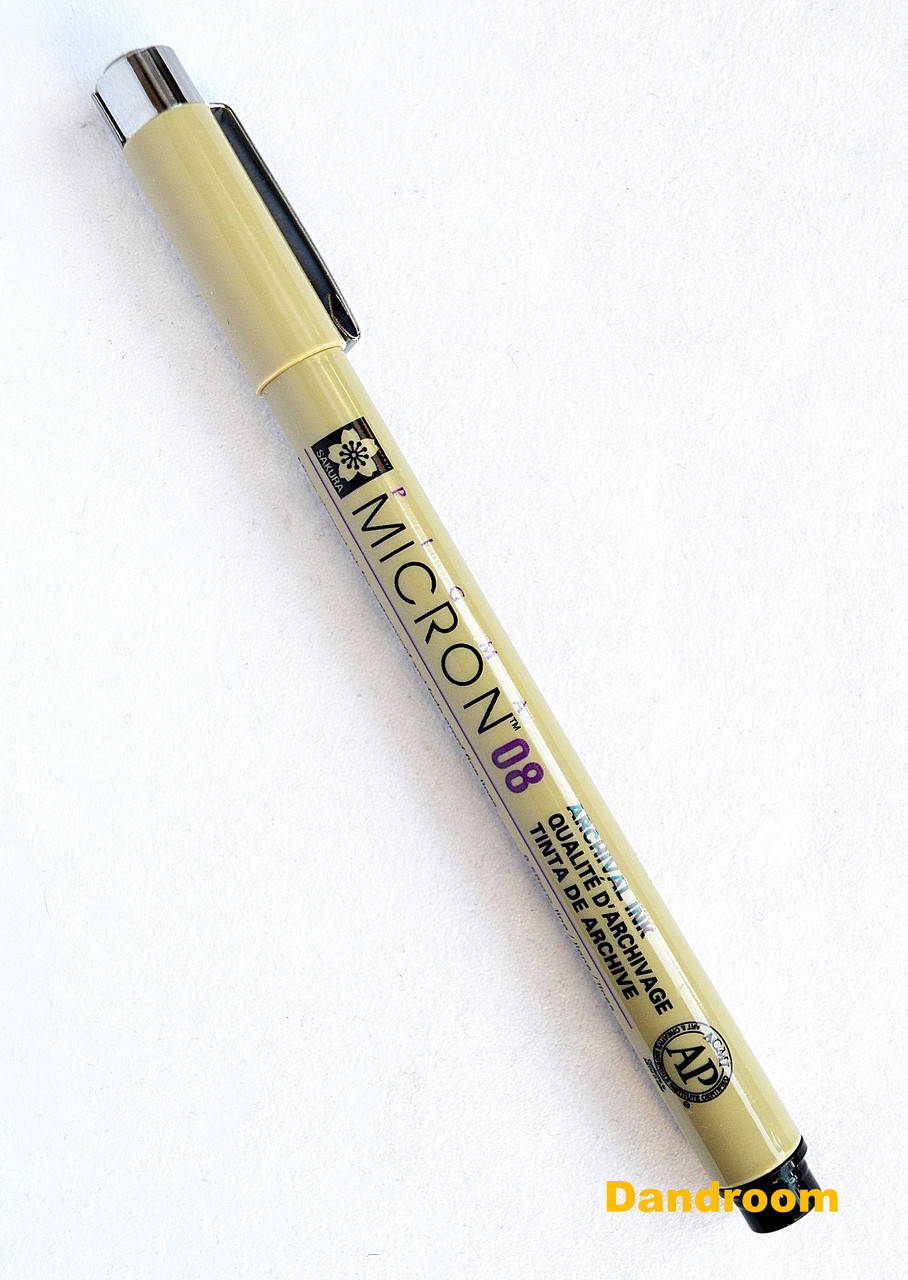 SAKURA
PIGMA
MICRON™ 08
ARCHIVAL INK
QUALITÉ D'ARCHIVAGE
TINTA DE ARCHIVE
ACMI
AP
Dandroom